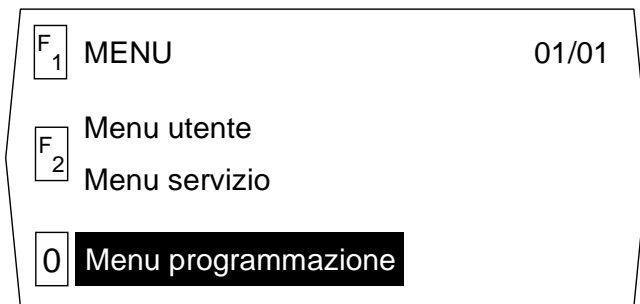 F1 MENU 01/01
Menu utente
F2
Menu servizio
0 Menu programmazione